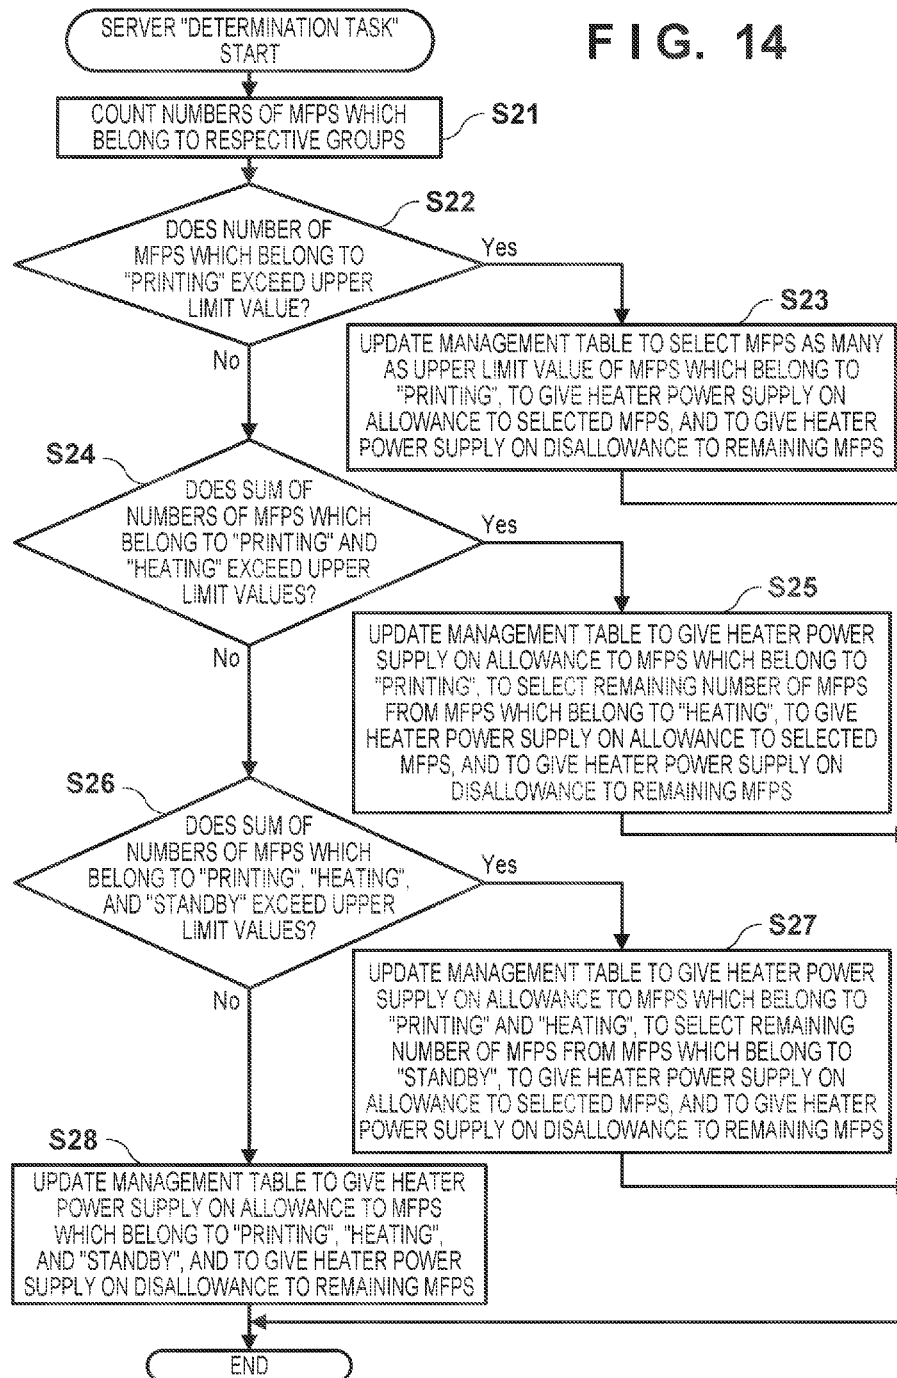 FIG. 14
SERVER "DETERMINATION TASK"
START
S21
COUNT NUMBERS OF MFPS WHICH
BELONG TO RESPECTIVE GROUPS
S22
DOES NUMBER OF
MFPS WHICH BELONG TO
"PRINTING" EXCEED UPPER
LIMIT VALUE?
Yes
No
S23
UPDATE MANAGEMENT TABLE TO SELECT MFPS AS MANY
AS UPPER LIMIT VALUE OF MFPS WHICH BELONG TO
"PRINTING", TO GIVE HEATER POWER SUPPLY ON
ALLOWANCE TO SELECTED MFPS, AND TO GIVE HEATER
POWER SUPPLY ON DISALLOWANCE TO REMAINING MFPS
S24
DOES SUM OF
NUMBERS OF MFPS WHICH
BELONG TO "PRINTING" AND
"HEATING" EXCEED UPPER
LIMIT VALUES?
Yes
No
S25
UPDATE MANAGEMENT TABLE TO GIVE HEATER POWER
SUPPLY ON ALLOWANCE TO MFPS WHICH BELONG TO
"PRINTING", TO SELECT REMAINING NUMBER OF MFPS
FROM MFPS WHICH BELONG TO "HEATING", TO GIVE
HEATER POWER SUPPLY ON ALLOWANCE TO SELECTED
MFPS, AND TO GIVE HEATER POWER SUPPLY ON
DISALLOWANCE TO REMAINING MFPS
S26
DOES SUM OF
NUMBERS OF MFPS WHICH
BELONG TO "PRINTING", "HEATING",
AND "STANDBY" EXCEED UPPER
LIMIT VALUES?
Yes
No
S27
UPDATE MANAGEMENT TABLE TO GIVE HEATER POWER
SUPPLY ON ALLOWANCE TO MFPS WHICH BELONG TO
"PRINTING" AND "HEATING", TO SELECT REMAINING
NUMBER OF MFPS FROM MFPS WHICH BELONG TO
"STANDBY", TO GIVE HEATER POWER SUPPLY ON
ALLOWANCE TO SELECTED MFPS, AND TO GIVE HEATER
POWER SUPPLY ON DISALLOWANCE TO REMAINING MFPS
S28
UPDATE MANAGEMENT TABLE TO GIVE HEATER
POWER SUPPLY ON ALLOWANCE TO MFPS
WHICH BELONG TO "PRINTING", "HEATING",
AND "STANDBY", AND TO GIVE HEATER POWER
SUPPLY ON DISALLOWANCE TO REMAINING MFPS
END